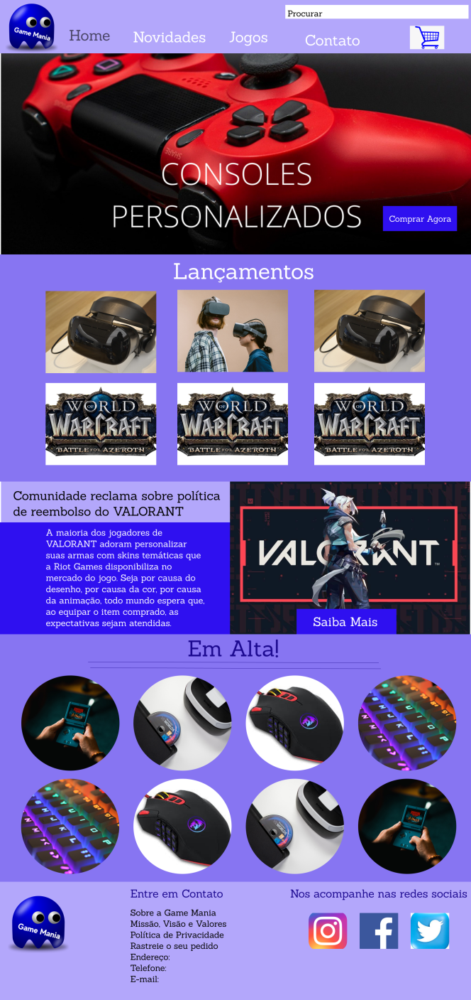 Procurar
Game Mania
Home
Novidades
Jogos
Contato
SHARE
CONSOLES
PERSONALIZADOS
Comprar Agora
Lançamentos
WORLD
OF
WARCRAFT
BATTLE FOR AZEROTH
WORLD
OF
WARCRAFT
BATTLE FOR AZEROTH
WORLD
OF
WARCRAFT
BATTLE FOR AZEROTH
Comunidade reclama sobre política
de reembolso do VALORANT
A maioria dos jogadores de
VALORANT adoram personalizar
suas armas com skins temáticas que
a Riot Games disponibiliza no
mercado do jogo. Seja por causa do
desenho, por causa da cor, por causa
da animação, todo mundo espera que,
ao equipar o item comprado, as
expectativas sejam atendidas.
VALORANT™
Saiba Mais
Em Alta!
Game Mania
Entre em Contato
Sobre a Game Mania
Missão, Visão e Valores
Política de Privacidade
Rastreie o seu pedido
Endereço:
Telefone:
E-mail:
Nos acompanhe nas redes sociais